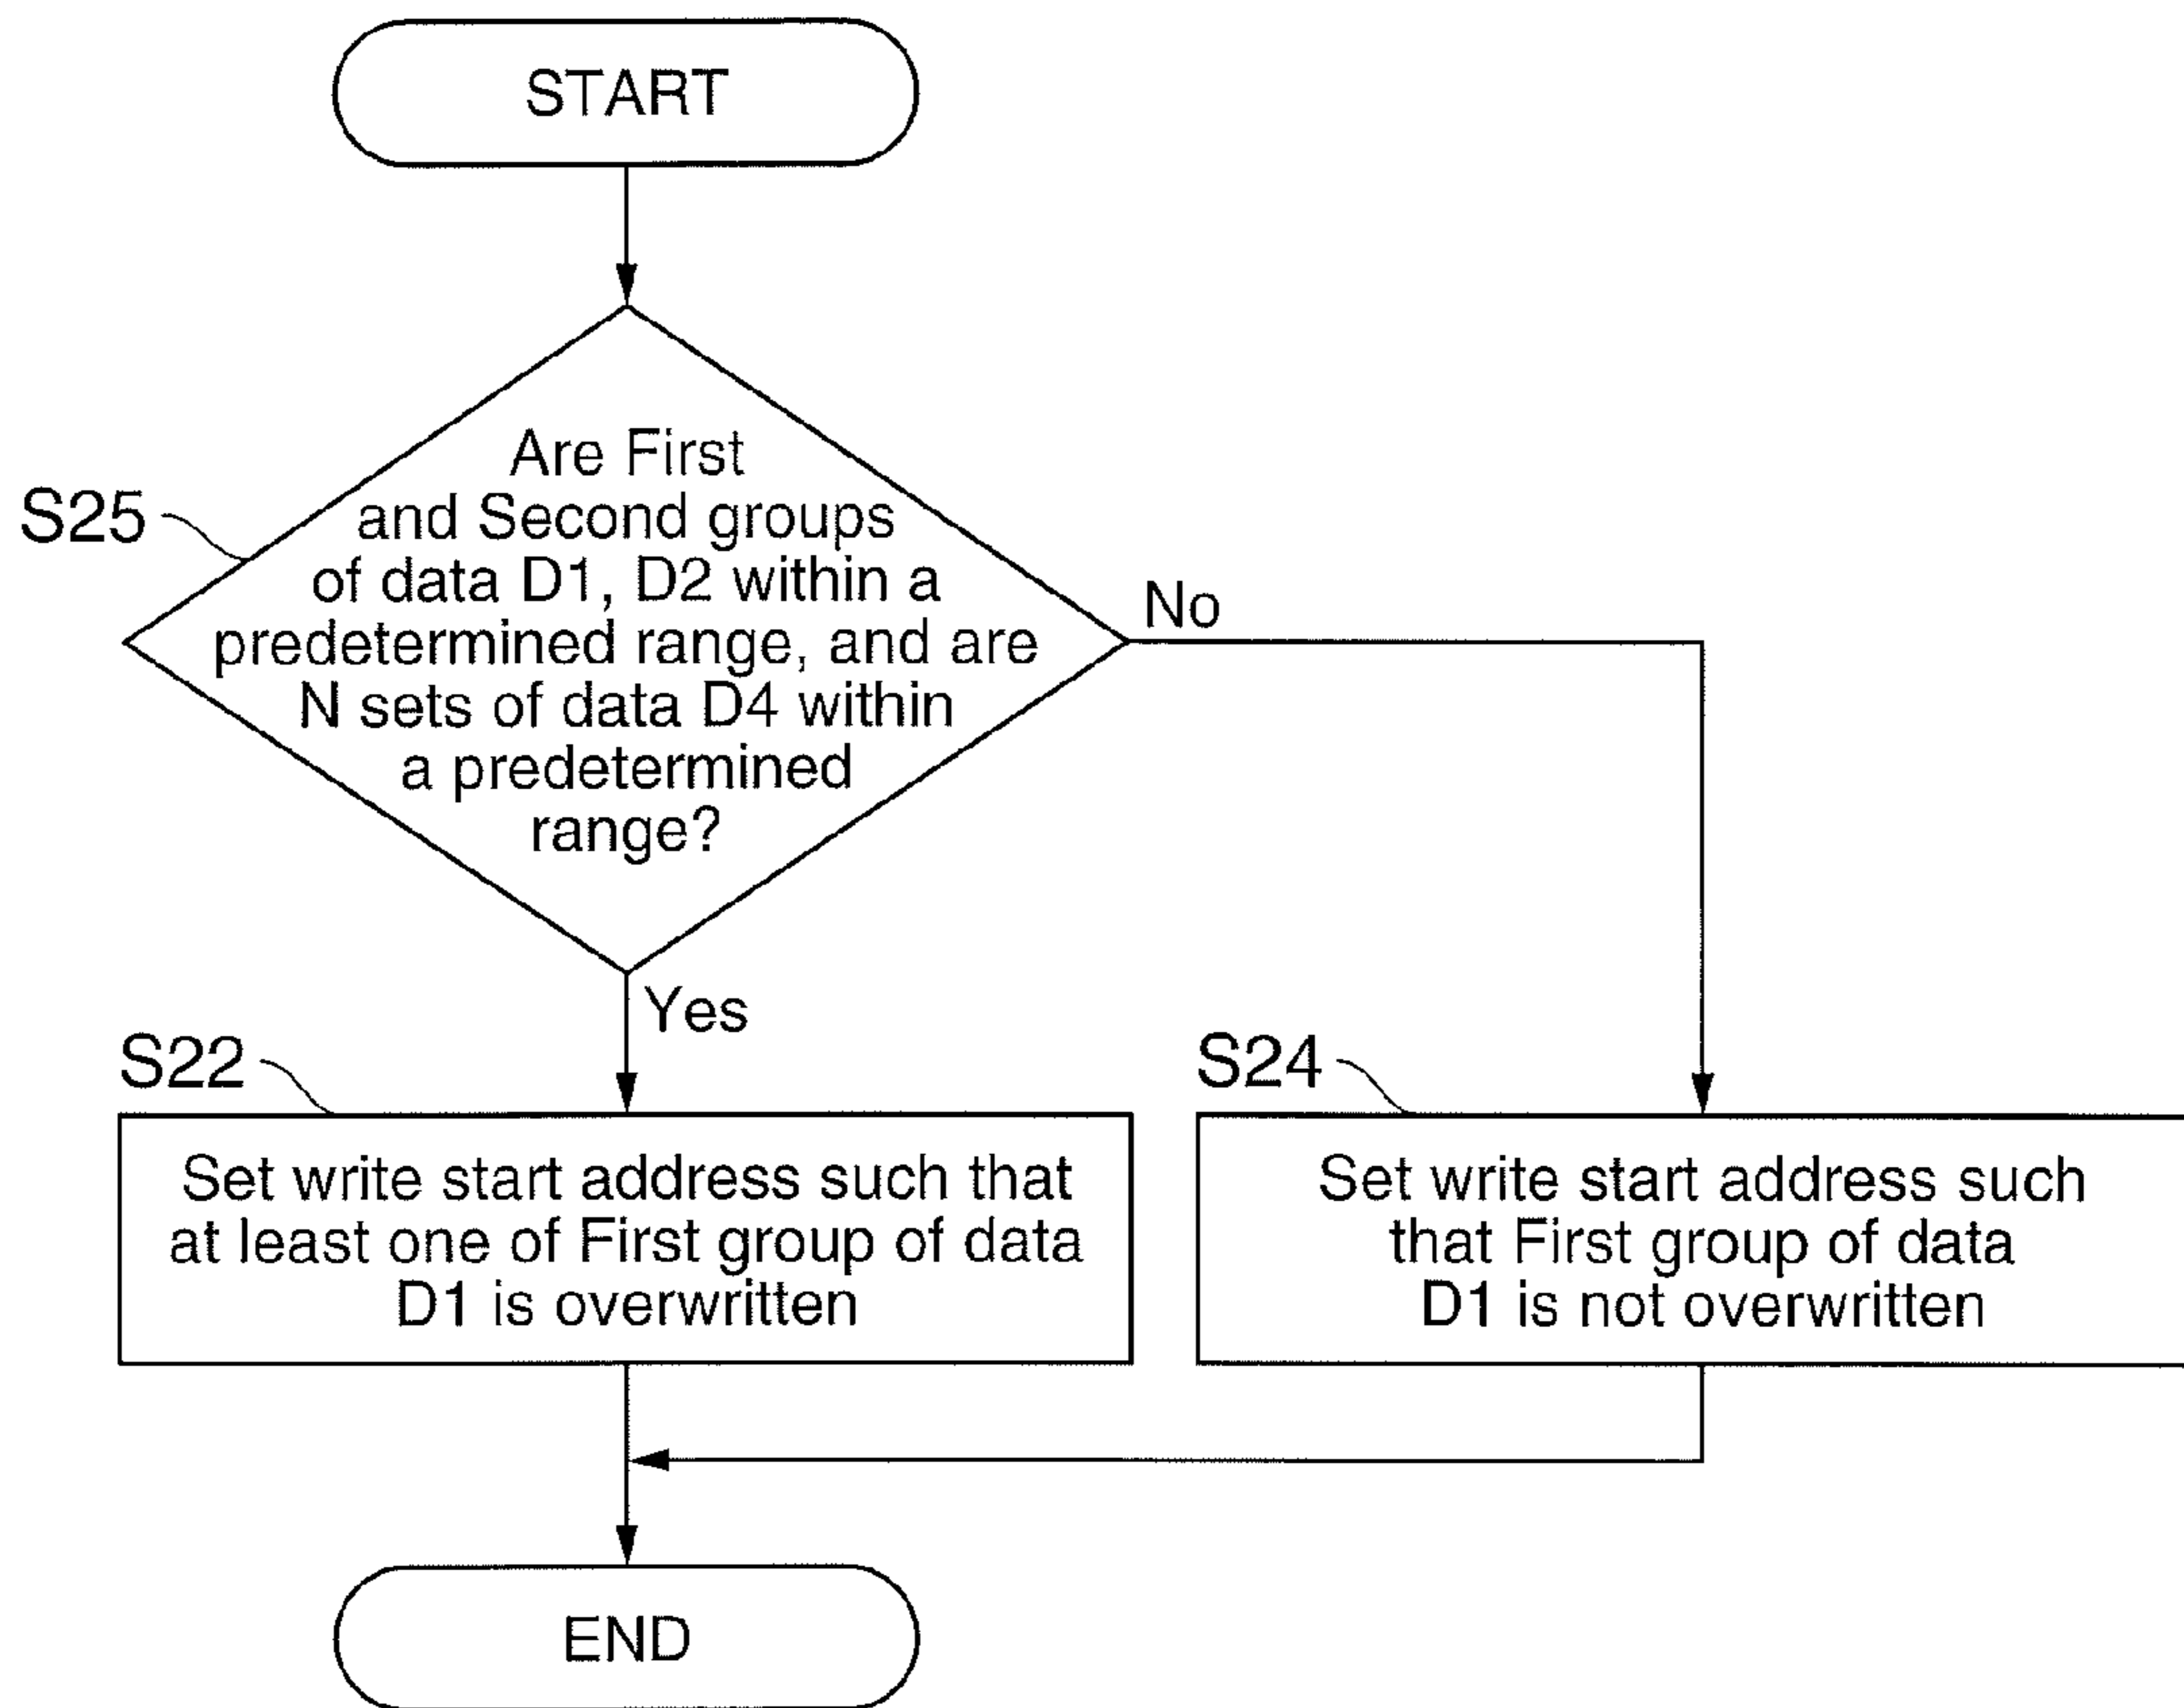 START
S25
Are First
and Second groups
of data D1, D2 within a
predetermined range, and are
N sets of data D4 within
a predetermined
range?
No
Yes
S22
Set write start address such that
at least one of First group of data
D1 is overwritten
S24
Set write start address such
that First group of data
D1 is not overwritten
END